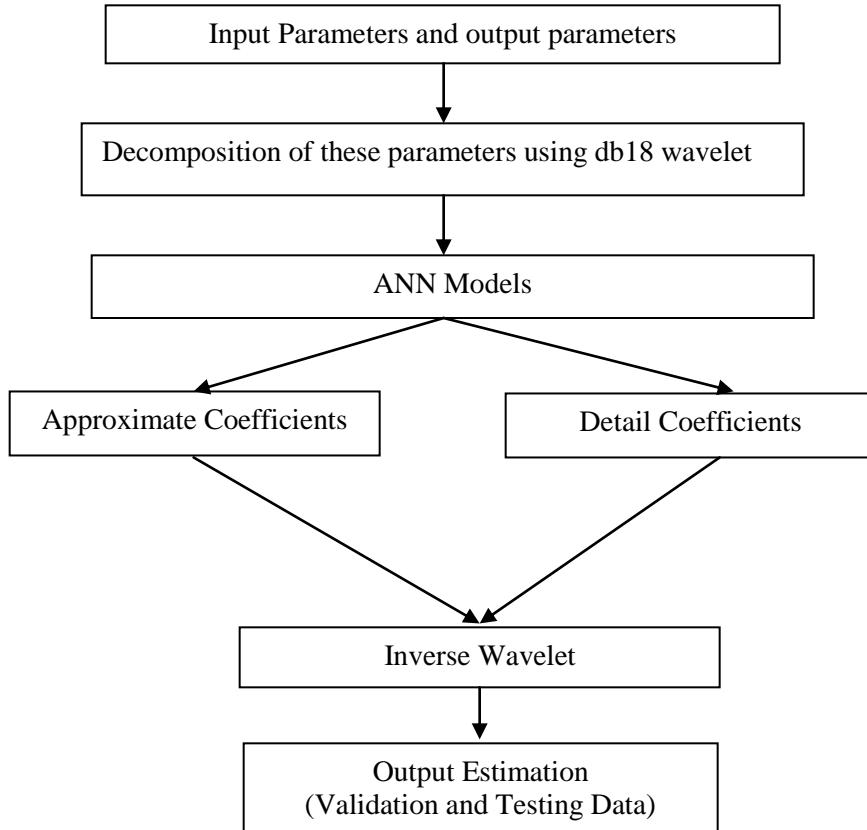 Input Parameters and output parameters
Decomposition of these parameters using db18 wavelet
ANN Models
Approximate Coefficients
Detail Coefficients
Inverse Wavelet
Output Estimation
(Validation and Testing Data)